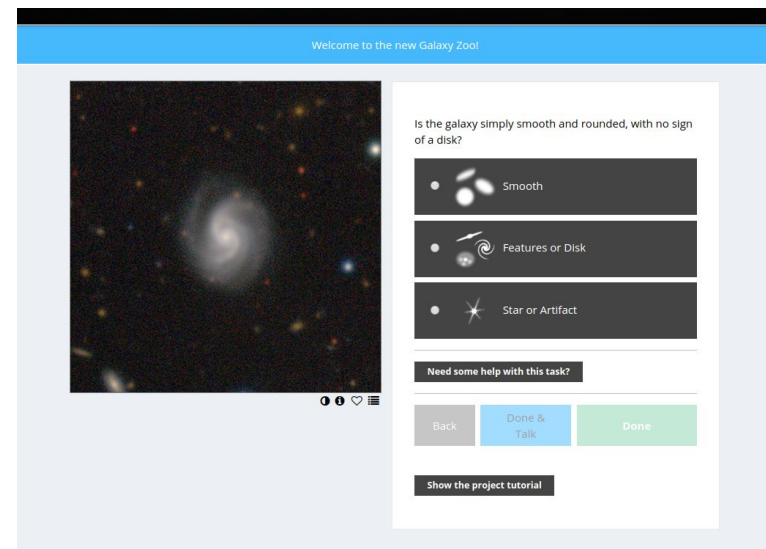 Welcome to the new Galaxy Zoo!
Is the galaxy simply smooth and rounded, with no sign
of a disk?
Smooth
Features or Disk
Star or Artifact
Need some help with this task?
Back
Done &
Talk
Done
Show the project tutorial